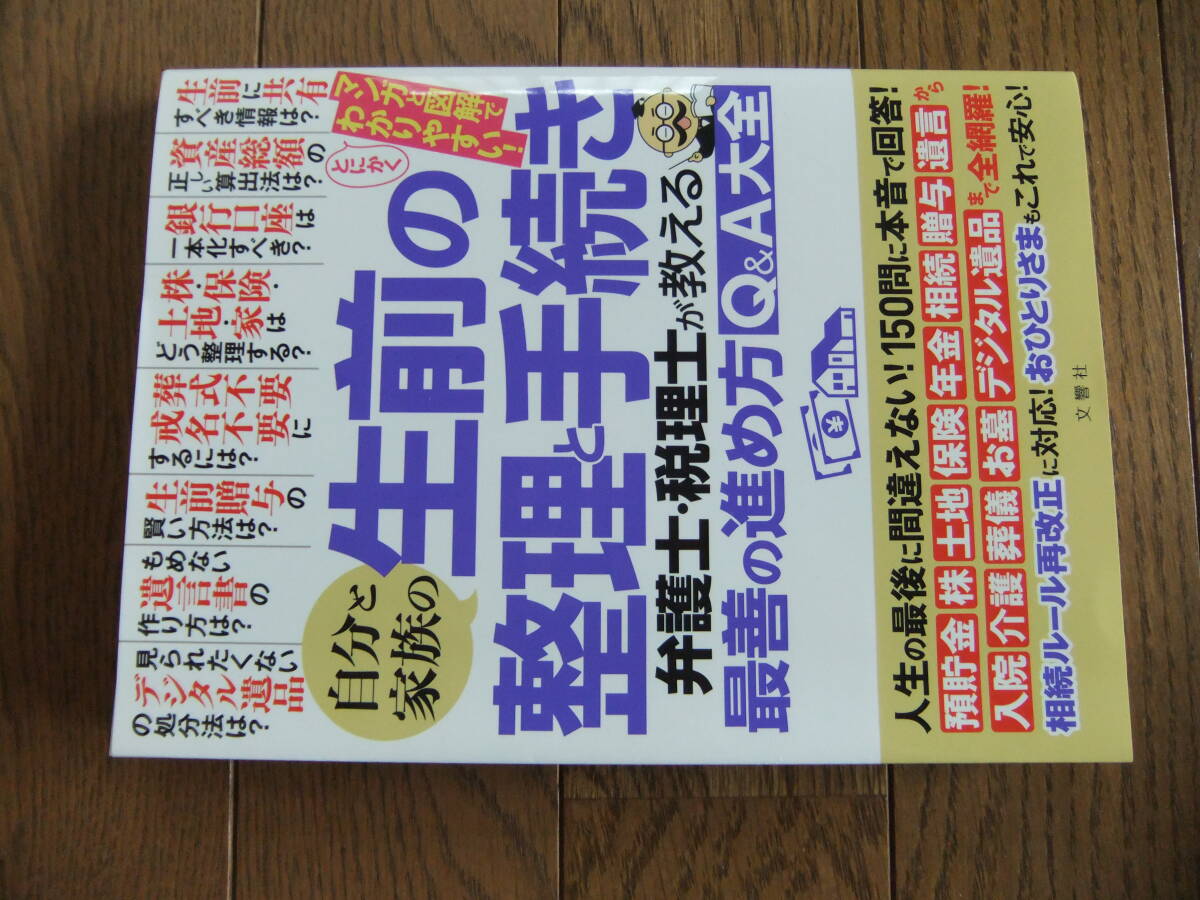 生前に共有
すべき情報は?
資産総額の
正しい算出法は?
銀行口座は
一本化すべき?
株・保険・
土地・家は
どう整理する?
葬式不要
戒名不要に
するには?
生前贈与の
賢い方法は?
もめない
遺言書の
作り方は?
見られたくない
デジタル遺品
の処分法は?
マンガと図解で
とにかく
わかりやすい!
自分と
家族の
生前の
整理と手続き
弁護士・税理士が教える
最善の進め方Q&A大全
人生の最後に間違えない!150問に本音で回答!
預貯金 株 土地 保険 年金 相続 贈与 遺言から
入院 介護 葬儀 お墓 デジタル遺品まで全網羅!
相続ルール再改正に対応!おひとりさまもこれで安心!
文響社